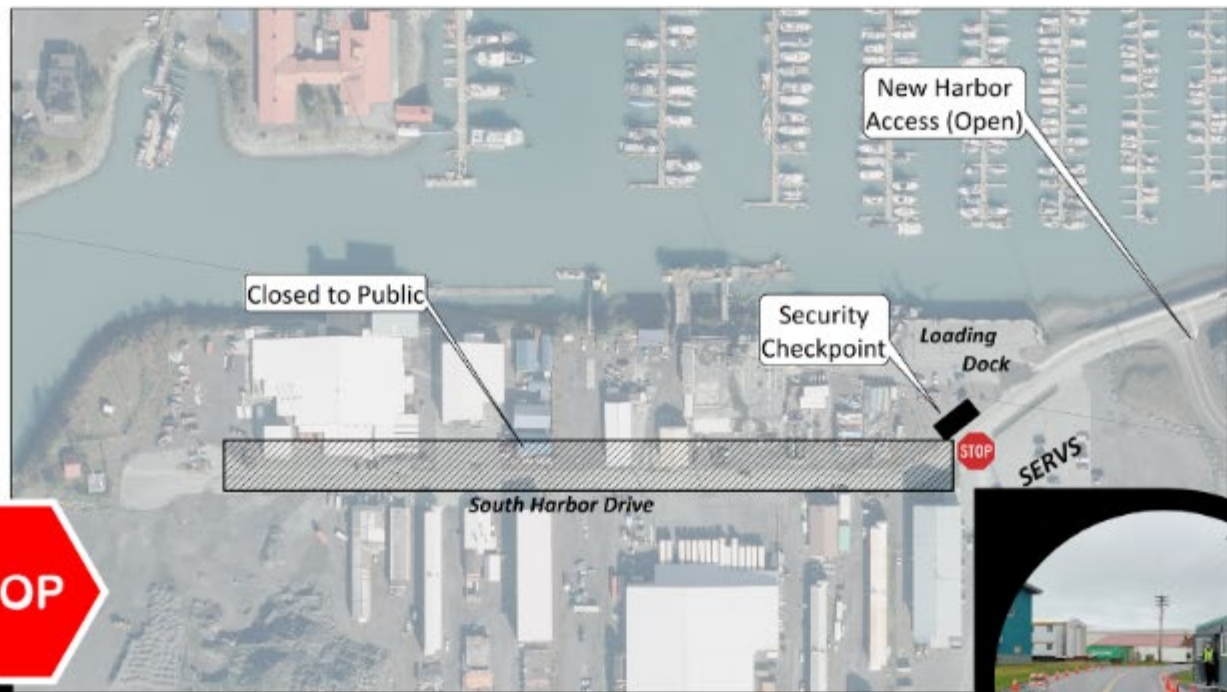 New Harbor
Access (Open)
Closed to Public
Security
Checkpoint
Loading
Dock
STOP
SERVS
South Harbor Drive
OP